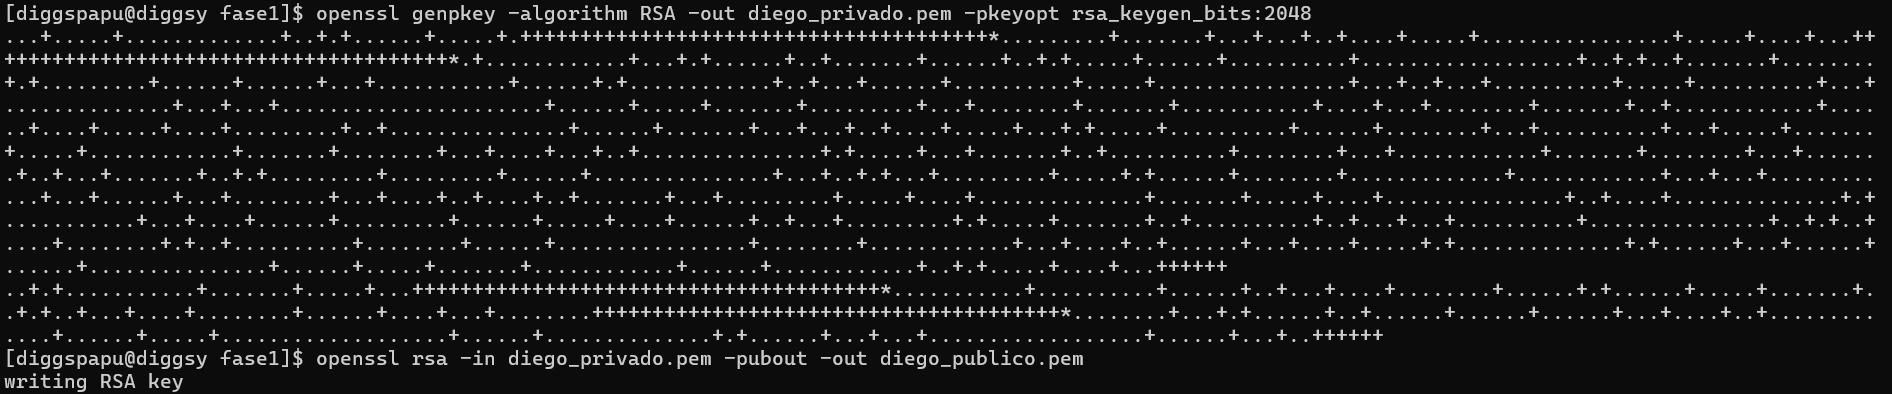 [diggspapu@diggsy fase1]$ openssl genpkey -algorithm RSA -out diego_privado.pem -pkeyopt rsa_keygen_bits:2048
[diggspapu@diggsy fase1]$ openssl rsa -in diego_privado.pem -pubout -out diego_publico.pem
writing RSA key